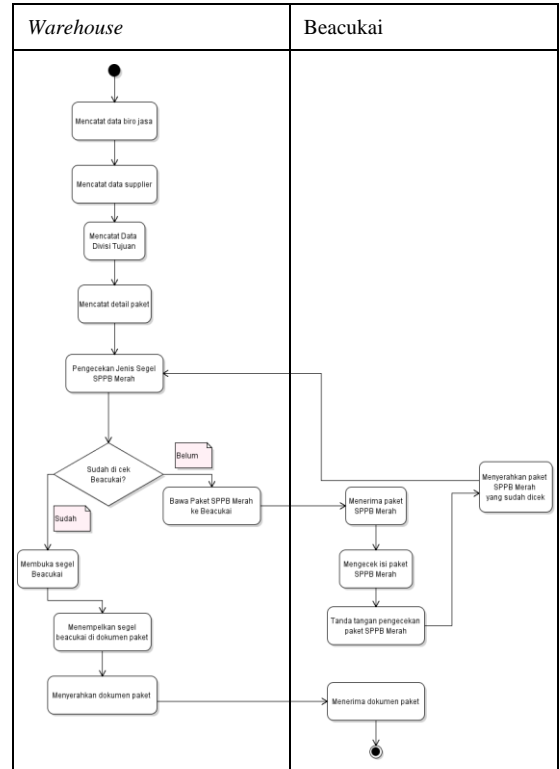 Warehouse
Beacukai
Mencatat data biro jasa
Mencatat data supplier
Mencatat Data
Divisi Tujuan
Mencatat detail paket
Pengecekan Jenis Segel
SPPB Merah
Sudah di cek
Beacukai?
Belum
Sudah
Bawa Paket SPPB Merah
ke Beacukai
Menerima paket
SPPB Merah
Mengecek isi paket
SPPB Merah
Tanda tangan pengecekan
paket SPPB Merah
Menyerahkan paket
SPPB Merah
yang sudah dicek
Membuka segel
Beacukai
Menempelkan segel
beacukai di dokumen paket
Menyerahkan dokumen paket
Menerima dokumen paket